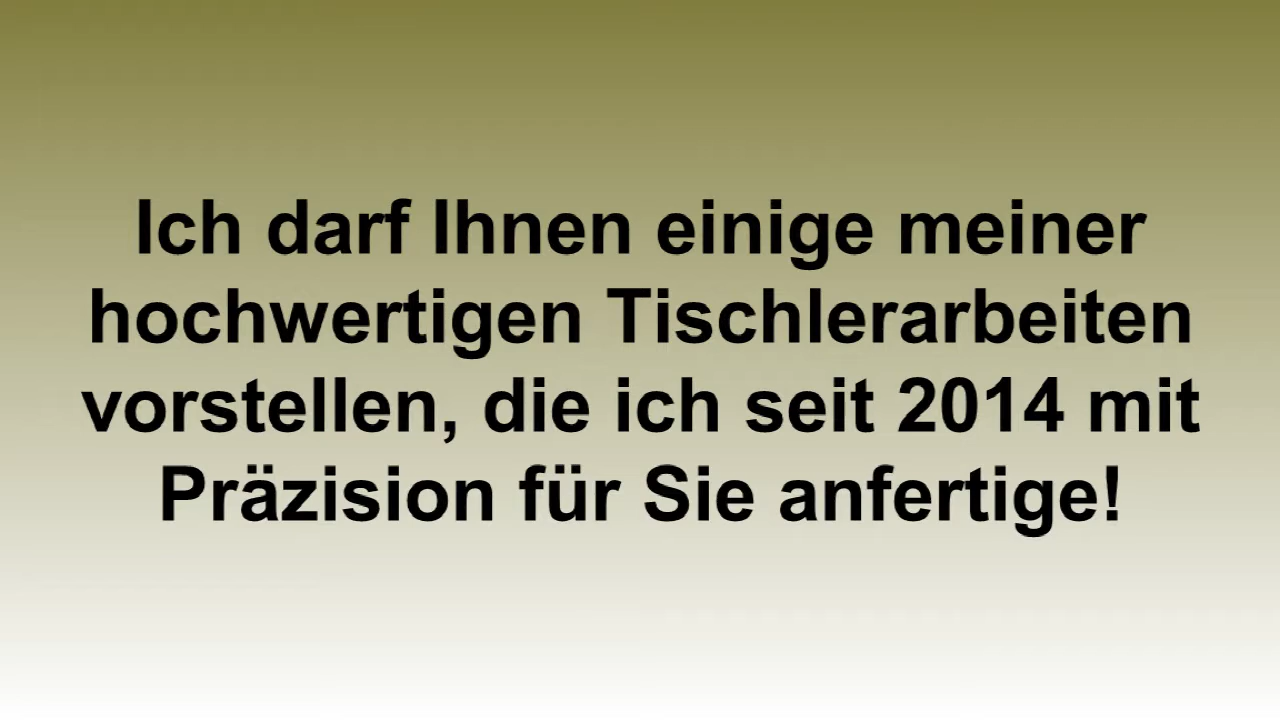 Ich darf Ihnen einige meiner
hochwertigen Tischlerarbeiten
vorstellen, die ich seit 2014 mit
Präzision für Sie anfertige!